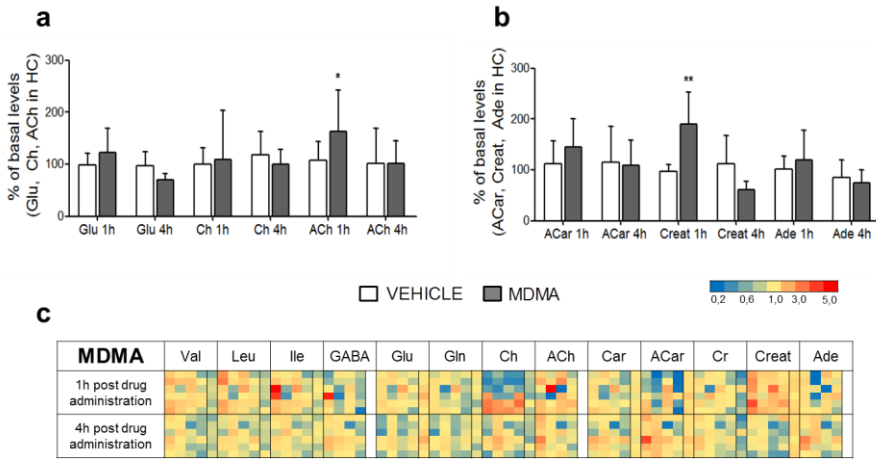 a
% of basal levels
(Glu, Ch, ACh in HC)
300
200
100
0
Glu 1h Glu 4h Ch 1h Ch 4h ACh 1h ACh 4h
*
b
% of basal levels
(ACar, Creat, Ade in HC)
300
200
100
0
ACar 1h ACar 4h Creat 1h Creat 4h Ade 1h Ade 4h
**
VEHICLE MDMA
0,2 0,6 1,0 3,0 5,0
c
MDMA Val Leu Ile GABA Glu Gln Ch ACh Car ACar Cr Creat Ade
1h post drug
administration
4h post drug
administration